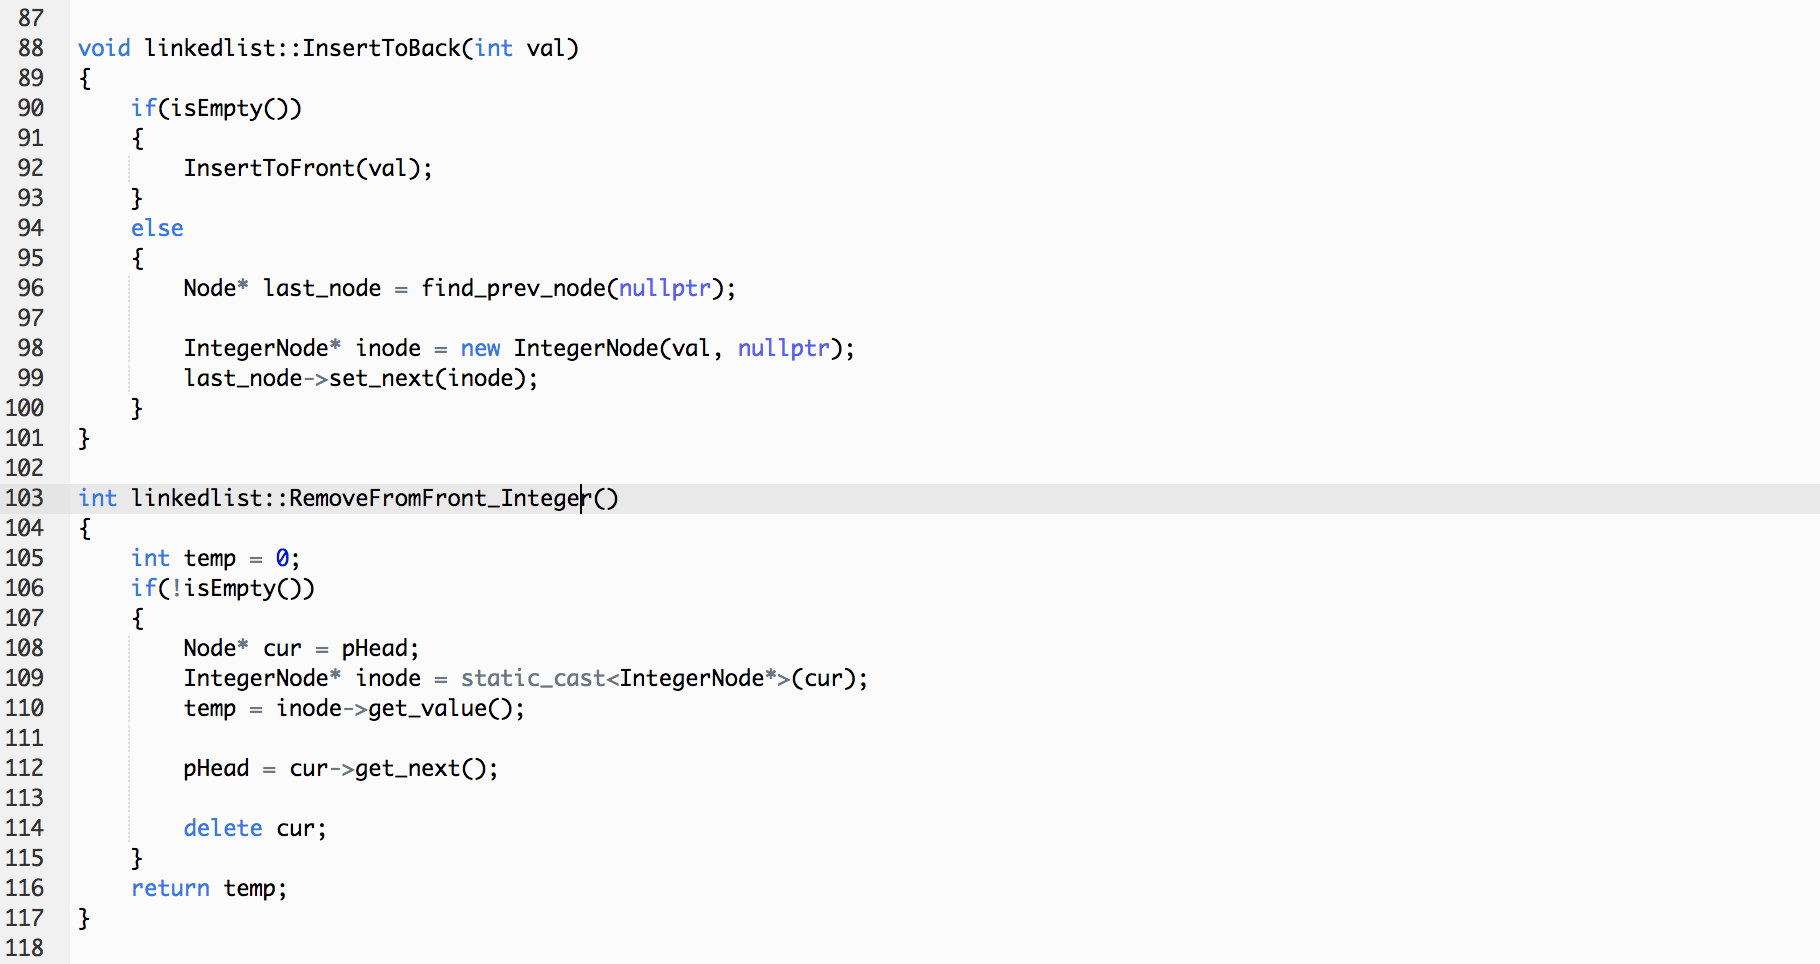 87
88 void linkedlist::InsertToBack(int val)
89 {
90     if(isEmpty())
91     {
92         InsertToFront(val);
93     }
94     else
95     {
96         Node* last_node = find_prev_node(nullptr);
97
98         IntegerNode* inode = new IntegerNode(val, nullptr);
99         last_node->set_next(inode);
100     }
101 }
102
103 int linkedlist::RemoveFromFront_Integer()
104 {
105     int temp = 0;
106     if(!isEmpty())
107     {
108         Node* cur = pHead;
109         IntegerNode* inode = static_cast<IntegerNode*>(cur);
110         temp = inode->get_value();
111
112         pHead = cur->get_next();
113
114         delete cur;
115     }
116     return temp;
117 }
118